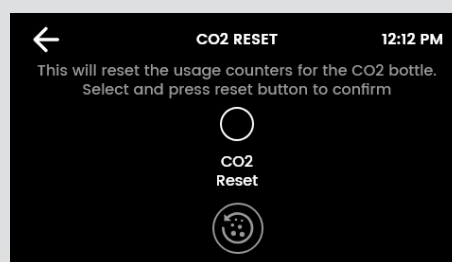 CO2 RESET
12:12 PM
This will reset the usage counters for the CO2 bottle.
Select and press reset button to confirm
CO2
Reset